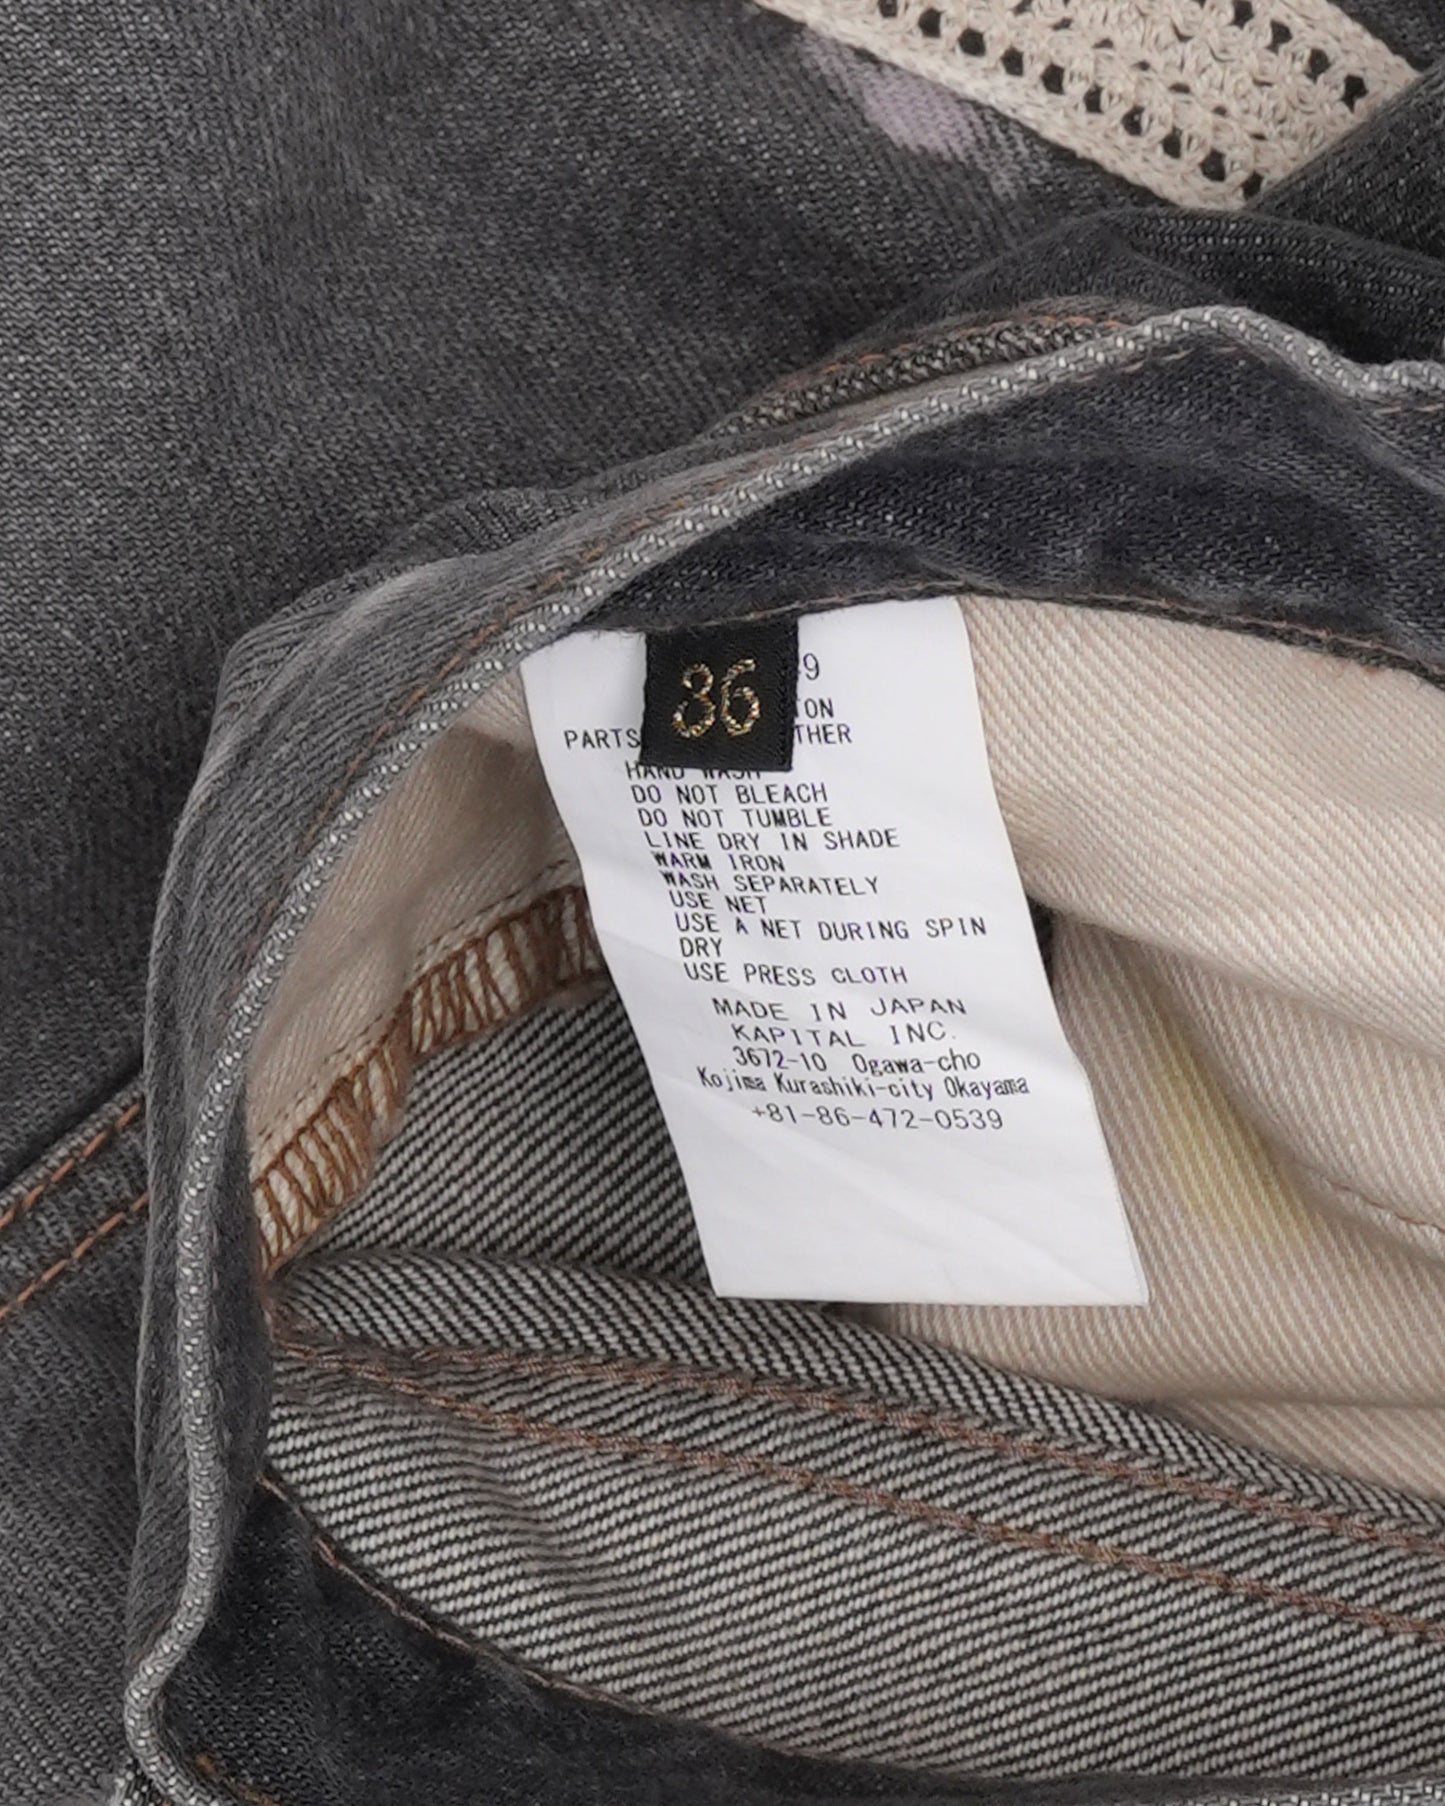 36
9
PARTS
HAND WASH
DO NOT BLEACH
DO NOT TUMBLE
LINE DRY IN SHADE
WARM IRON
WASH SEPARATELY
USE NET
USE A NET DURING SPIN
DRY
USE PRESS CLOTH
MADE IN JAPAN
KAPITAL INC.
3672-10 Ogawa-cho
Kojima Kurashiki-city Okayama
+81-86-472-0539